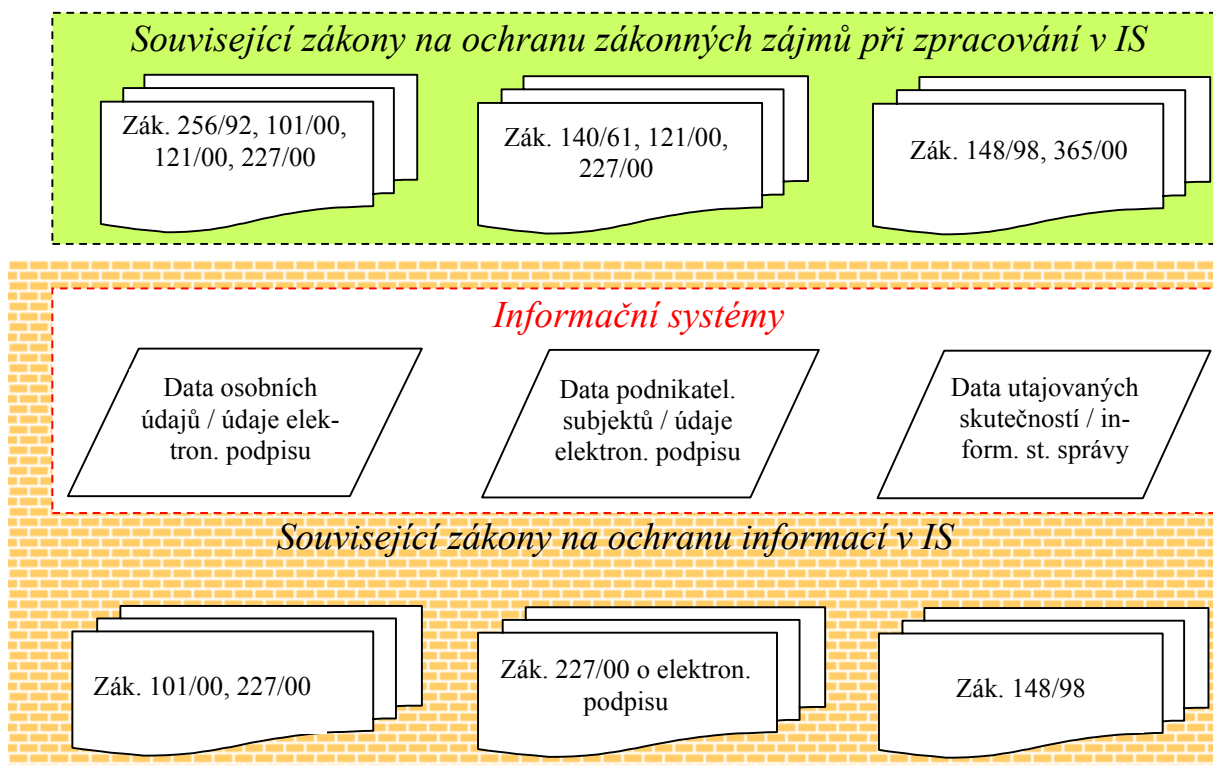 Související zákony na ochranu zákonných zájmů při zpracování v IS
Zák. 256/92, 101/00,
121/00, 227/00
Zák. 140/61, 121/00,
227/00
Zák. 148/98, 365/00
Informační systémy
Data osobních
údajů / údaje elek-
tron. podpisu
Data podnikatel.
subjektů / údaje
elektron. podpisu
Data utajovaných
skutečností / in-
form. st. správy
Související zákony na ochranu informací v IS
Zák. 101/00, 227/00
Zák. 227/00 o elektron.
podpisu
Zák. 148/98